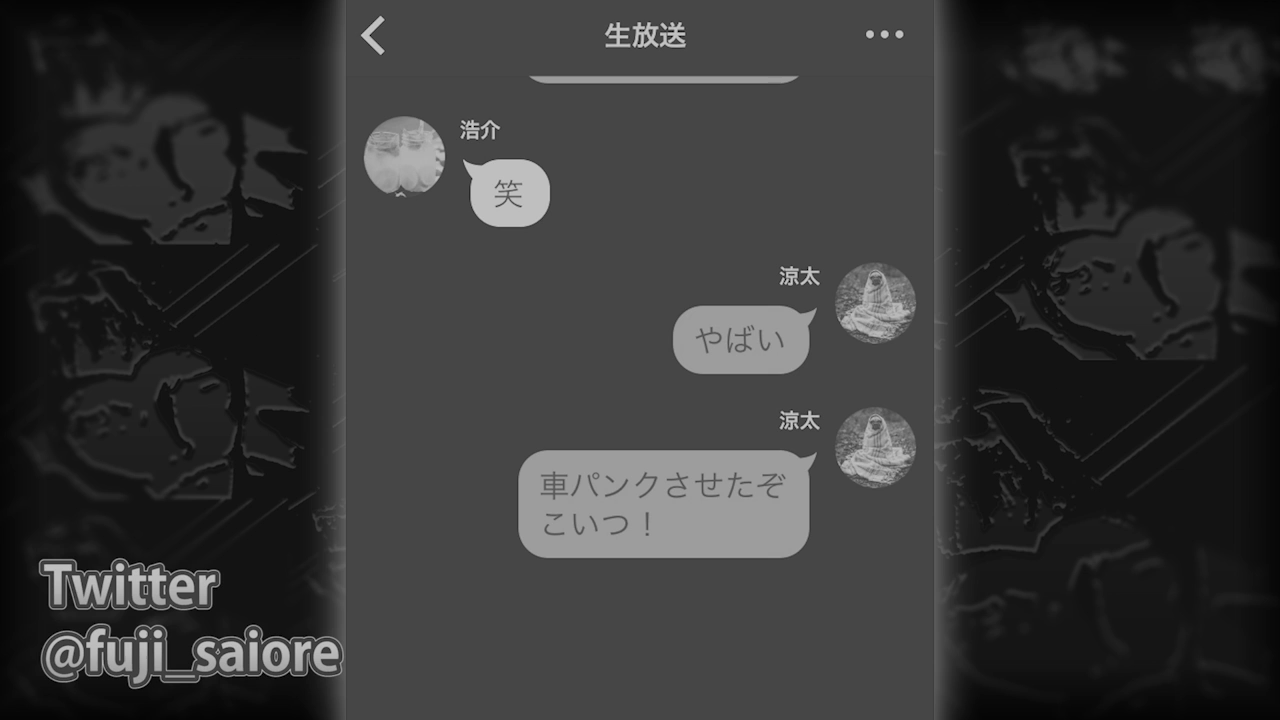 生放送
浩介
笑
涼太
やばい
涼太
車パンクさせたぞ
こいつ！
Twitter
@fuji_saiore